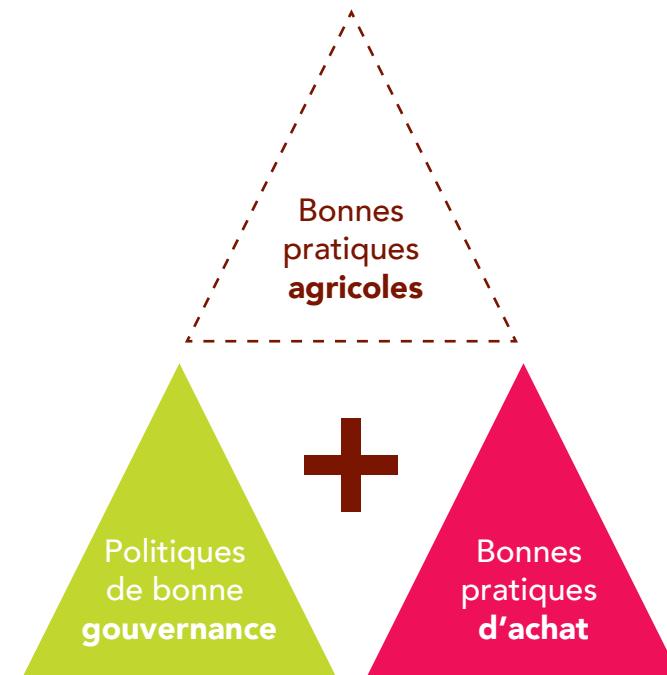 Bonnes
pratiques
agricoles
Politiques
de bonne
gouvernance
Bonnes
pratiques
d'achat